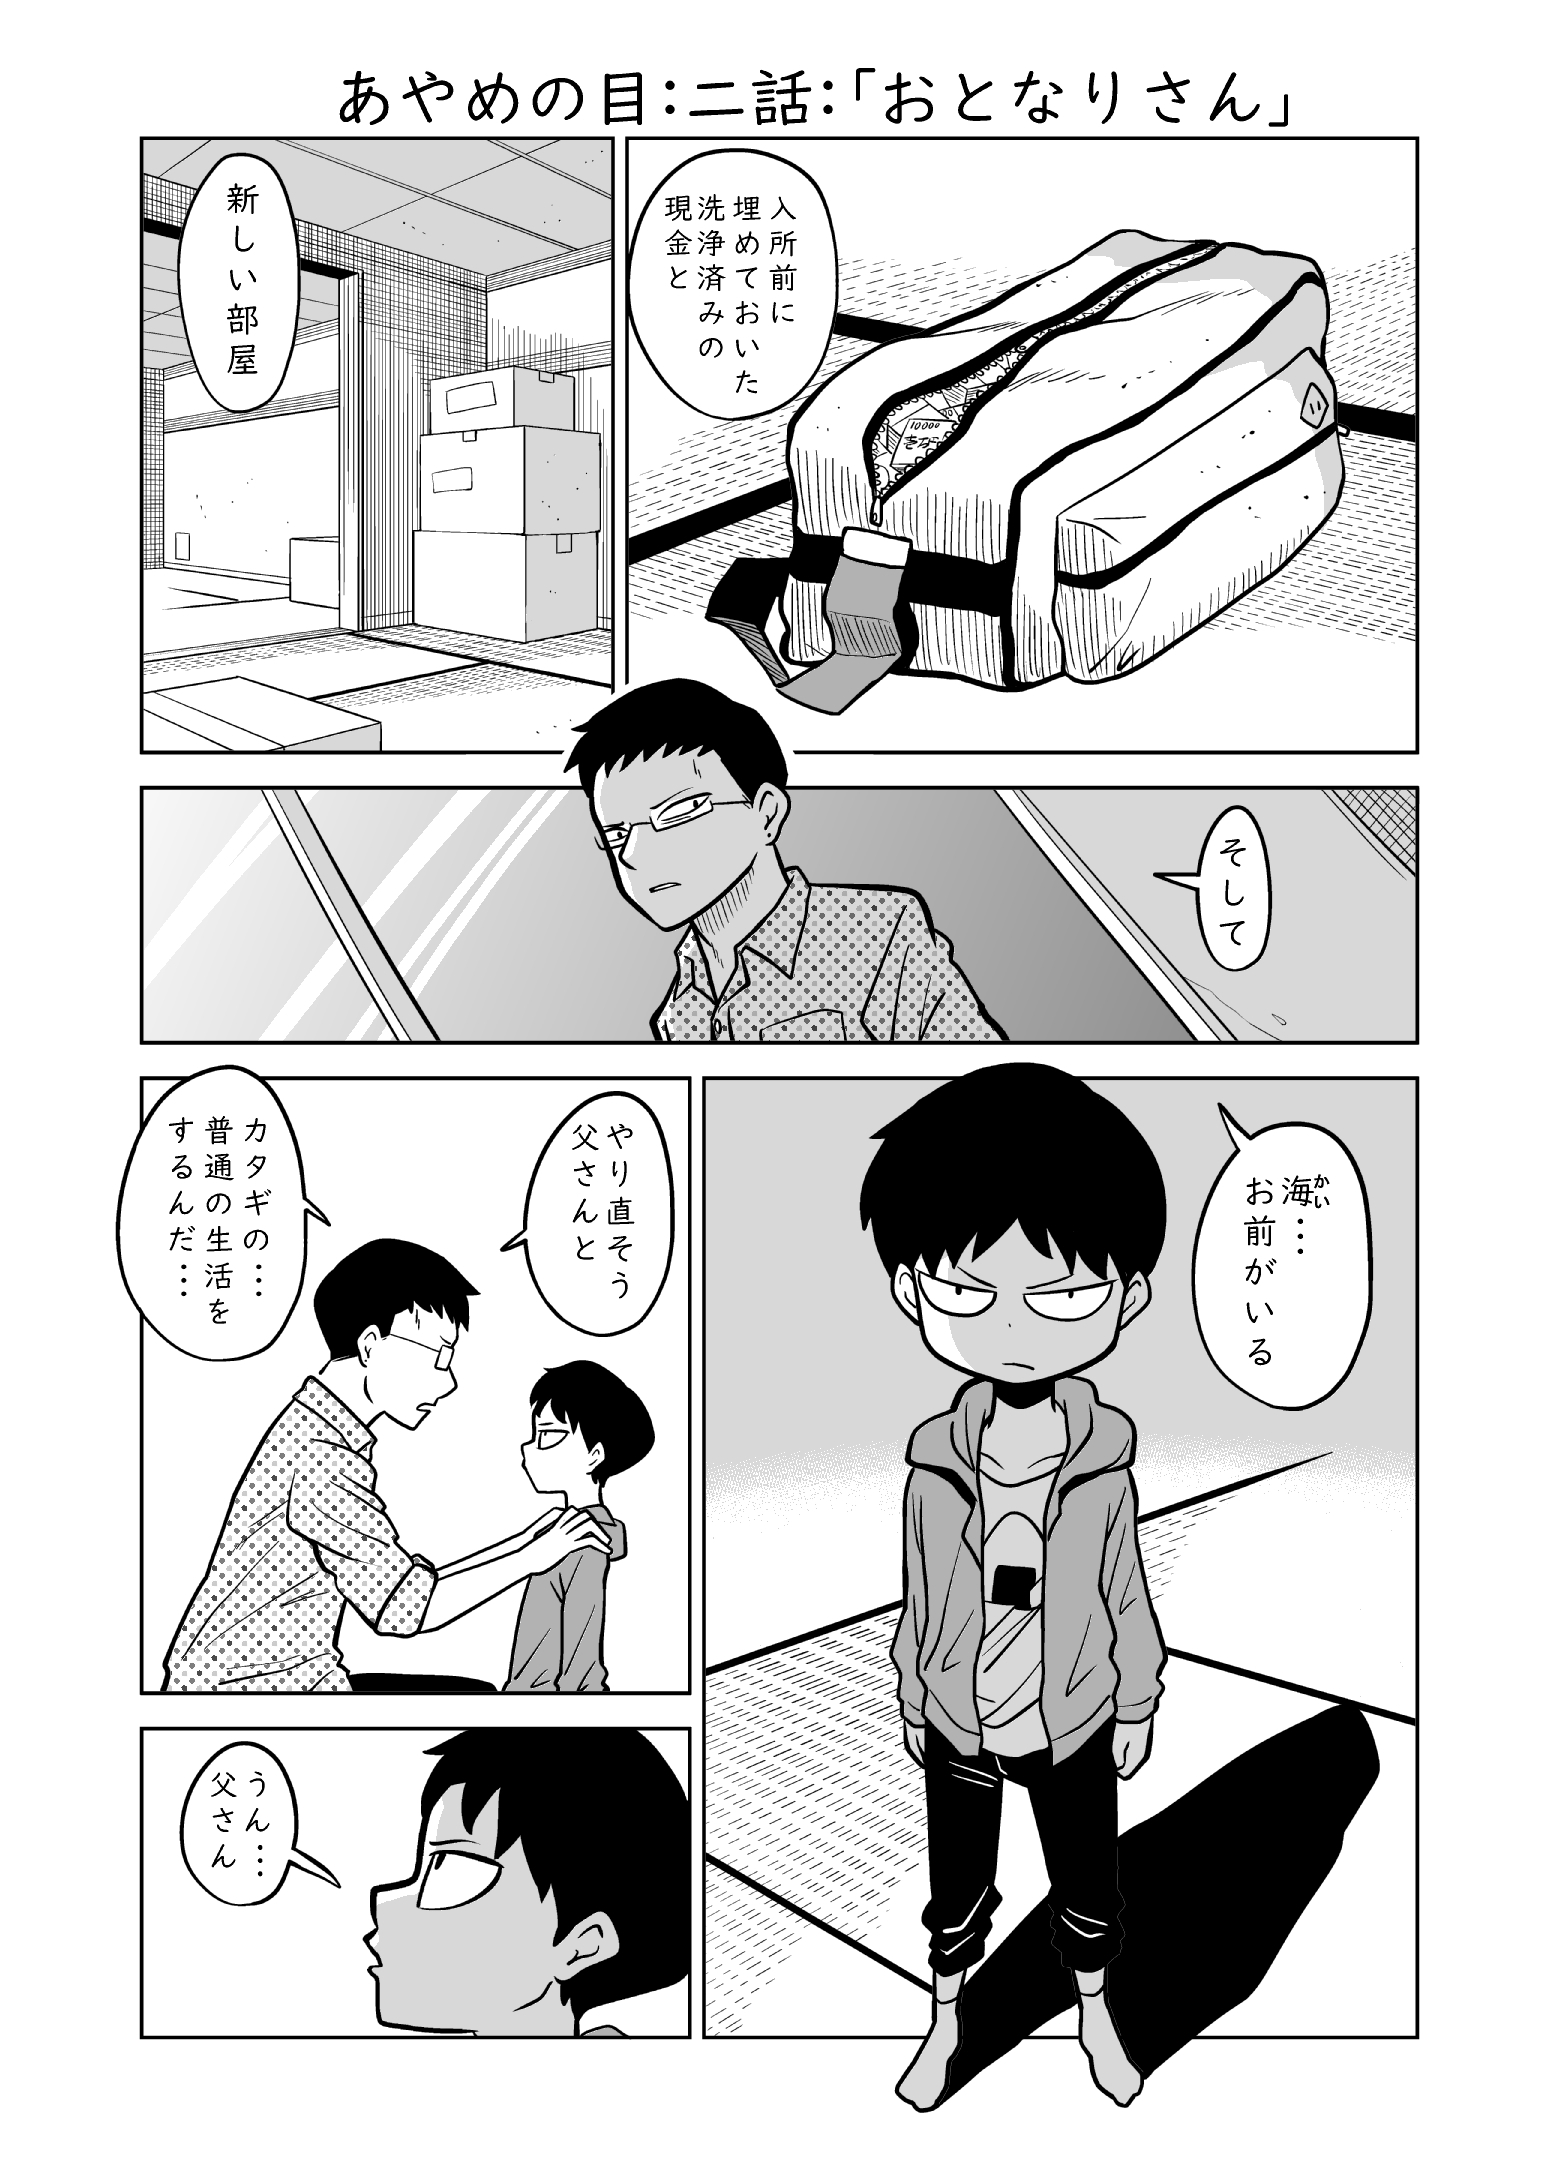 あやめの目：二話：「おとなりさん」
入所前に
埋めておいた
洗浄済みの
現金と
10000
壱万
新しい部屋
そして
海…
かい
お前がいる
やり直そう
父さんと
カタギの…
普通の生活を
するんだ…
うん…
父さん